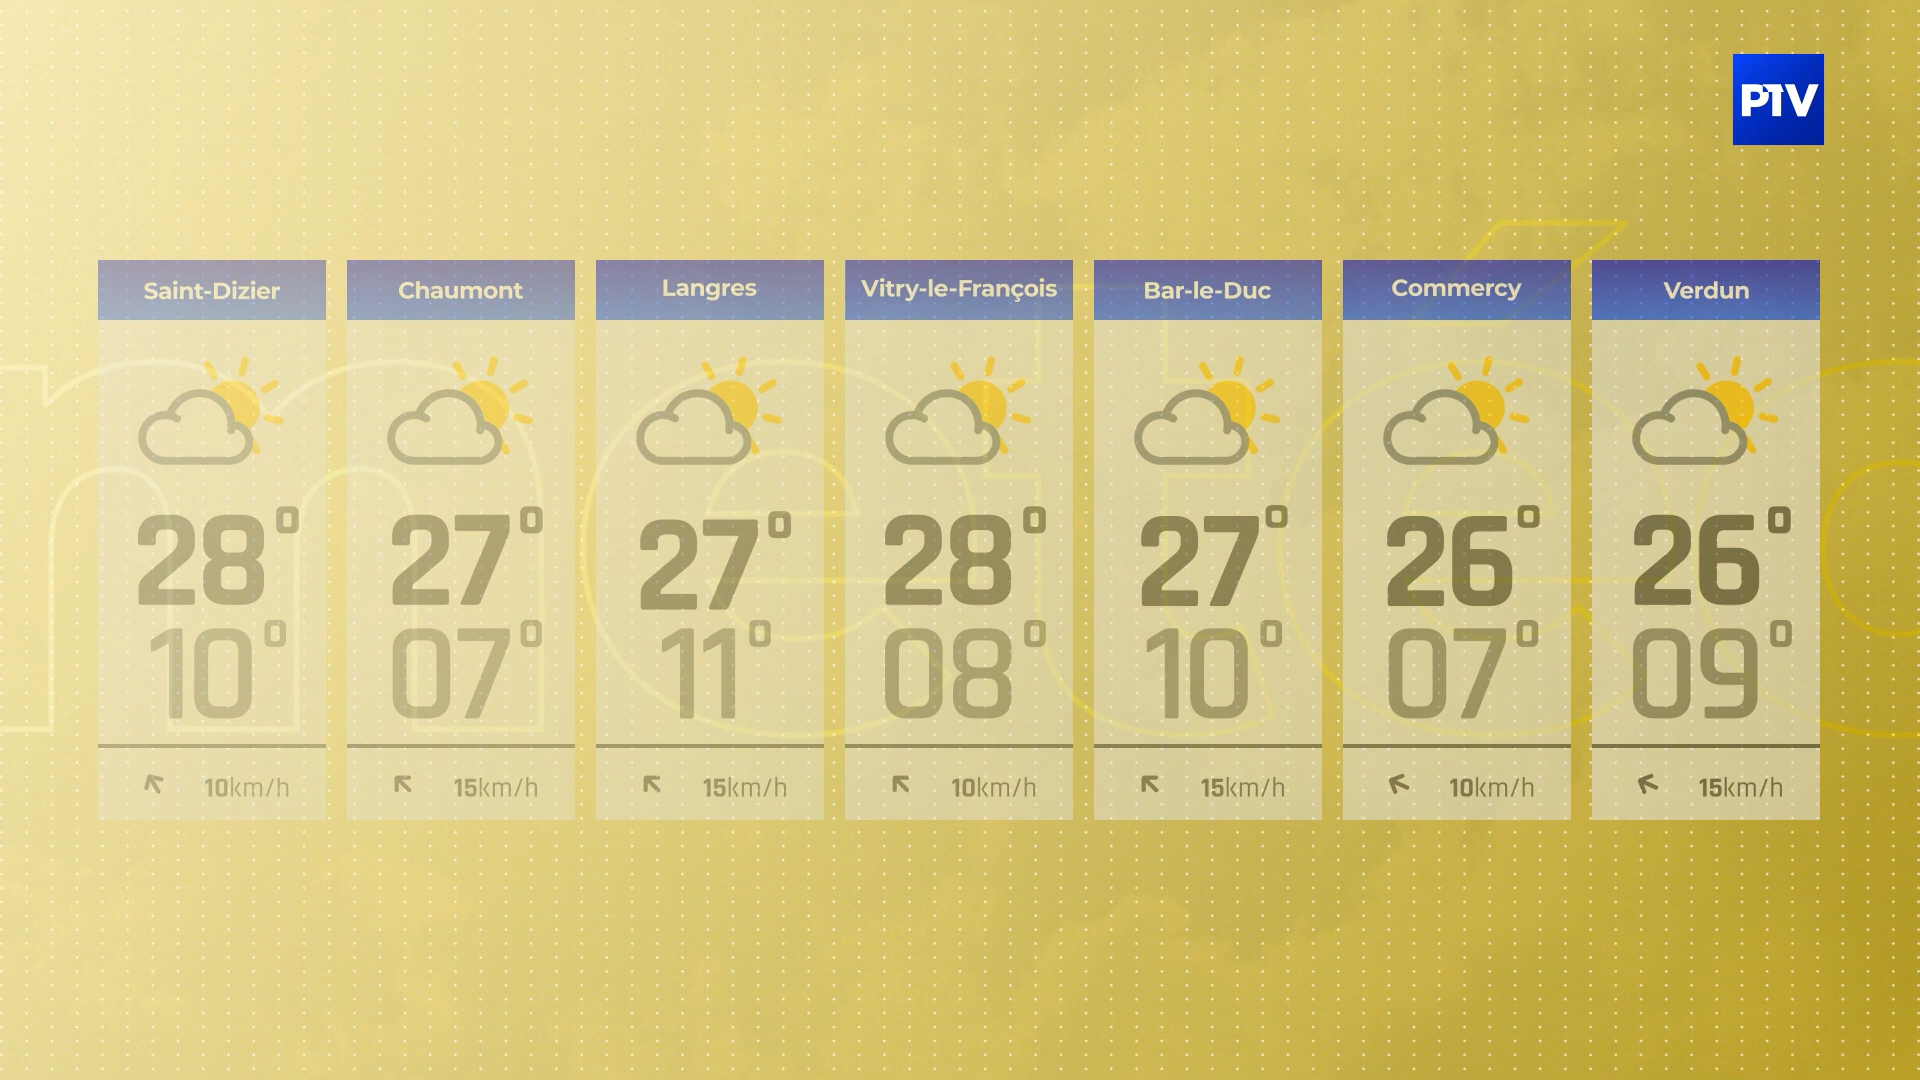 PTV
Saint-Dizier
28°
10°
10km/h
Chaumont
27°
07°
15km/h
Langres
27°
11°
15km/h
Vitry-le-François
28°
08°
10km/h
Bar-le-Duc
27°
10°
15km/h
Commercy
26°
07°
10km/h
Verdun
26°
09°
15km/h
météo